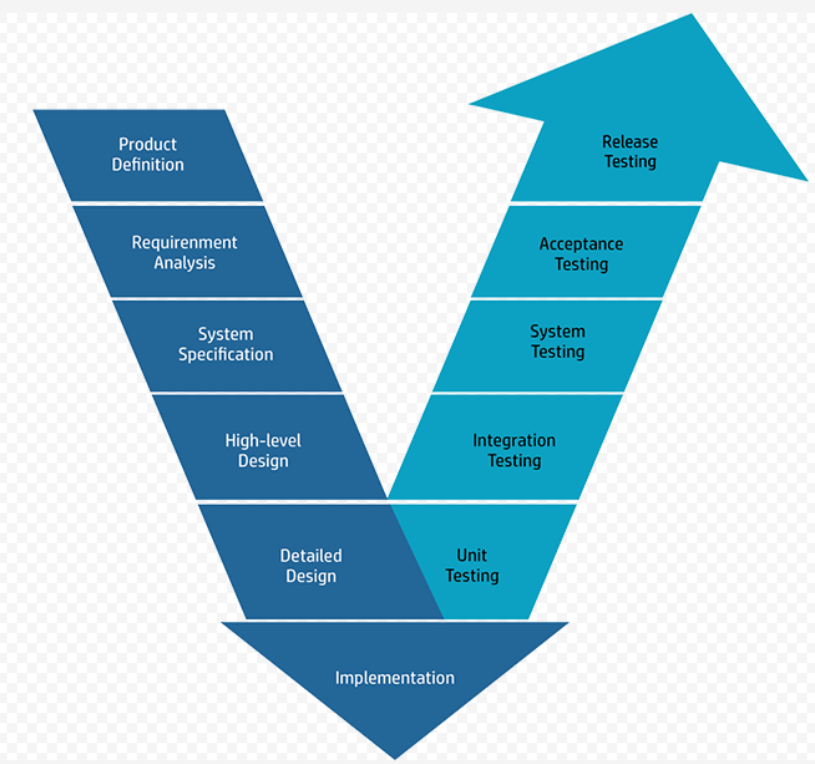 Product
Definition
Requirenment
Analysis
System
Specification
High-level
Design
Detailed
Design
Implementation
Unit
Testing
Integration
Testing
System
Testing
Acceptance
Testing
Release
Testing